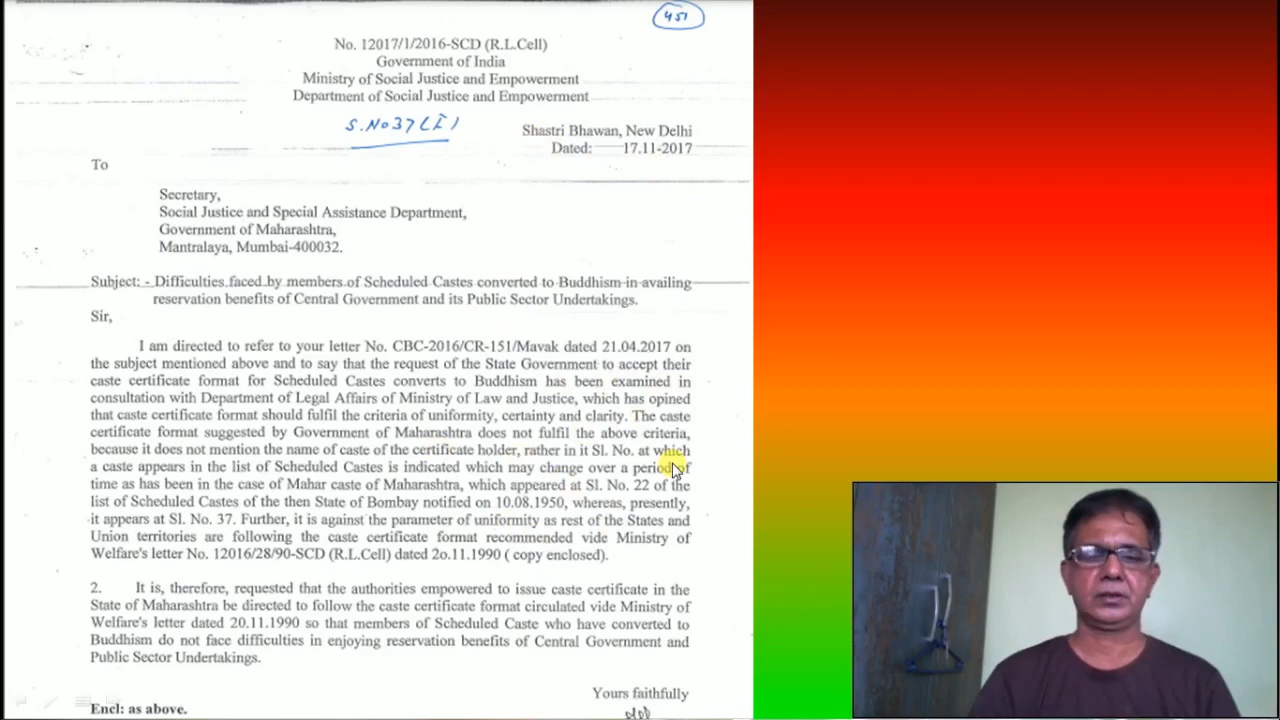 451
No. 12017/1/2016-SCD (R.L.Cell)
Government of India
Ministry of Social Justice and Empowerment
Department of Social Justice and Empowerment
S.No37(I)
Shastri Bhawan, New Delhi
Dated: 17.11-2017
To
Secretary,
Social Justice and Special Assistance Department,
Government of Maharashtra,
Mantralaya, Mumbai-400032.
Subject: - Difficulties faced by members of Scheduled Castes converted to Buddhism in availing
reservation benefits of Central Government and its Public Sector Undertakings.
Sir,
I am directed to refer to your letter No. CBC-2016/CR-151/Mavak dated 21.04.2017 on
the subject mentioned above and to say that the request of the State Government to accept their
caste certificate format for Scheduled Castes converts to Buddhism has been examined in
consultation with Department of Legal Affairs of Ministry of Law and Justice, which has opined
that caste certificate format should fulfil the criteria of uniformity, certainty and clarity. The caste
certificate format suggested by Government of Maharashtra does not fulfil the above criteria,
because it does not mention the name of caste of the certificate holder, rather in it Sl. No. at which
a caste appears in the list of Scheduled Castes is indicated which may change over a period of
time as has been in the case of Mahar caste of Maharashtra, which appeared at Sl. No. 22 of the
list of Scheduled Castes of the then State of Bombay notified on 10.08.1950, whereas, presently,
it appears at Sl. No. 37. Further, it is against the parameter of uniformity as rest of the States and
Union territories are following the caste certificate format recommended vide Ministry of
Welfare's letter No. 12016/28/90-SCD (R.L.Cell) dated 2o.11.1990 ( copy enclosed).
2. It is, therefore, requested that the authorities empowered to issue caste certificate in the
State of Maharashtra be directed to follow the caste certificate format circulated vide Ministry of
Welfare's letter dated 20.11.1990 so that members of Scheduled Caste who have converted to
Buddhism do not face difficulties in enjoying reservation benefits of Central Government and
Public Sector Undertakings.
Yours faithfully
Encl: as above.